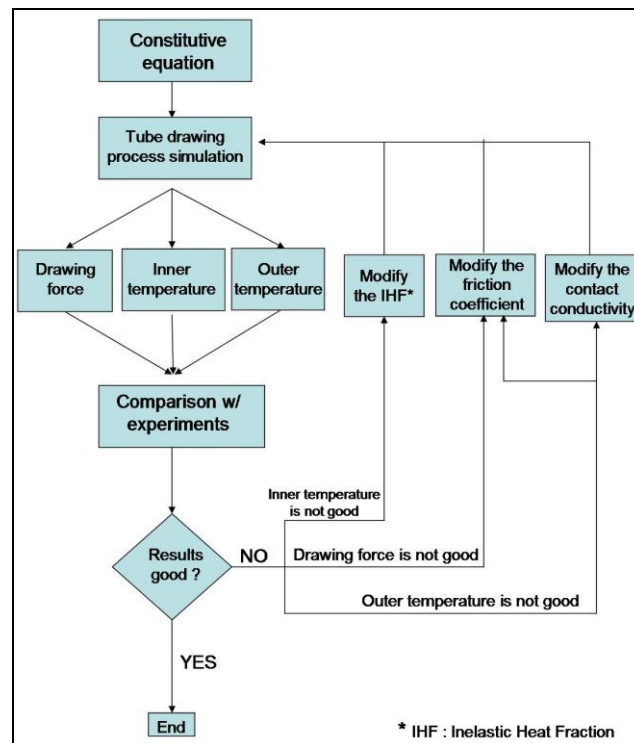 Constitutive
equation
Tube drawing
process simulation
Drawing
force
Inner
temperature
Outer
temperature
Modify
the IHF*
Modify the
friction
coefficient
Modify the
contact
conductivity
Comparison w/
experiments
Inner temperature
is not good
Results
good ?
NO
Drawing force is not good
Outer temperature is not good
YES
End
* IHF : Inelastic Heat Fraction